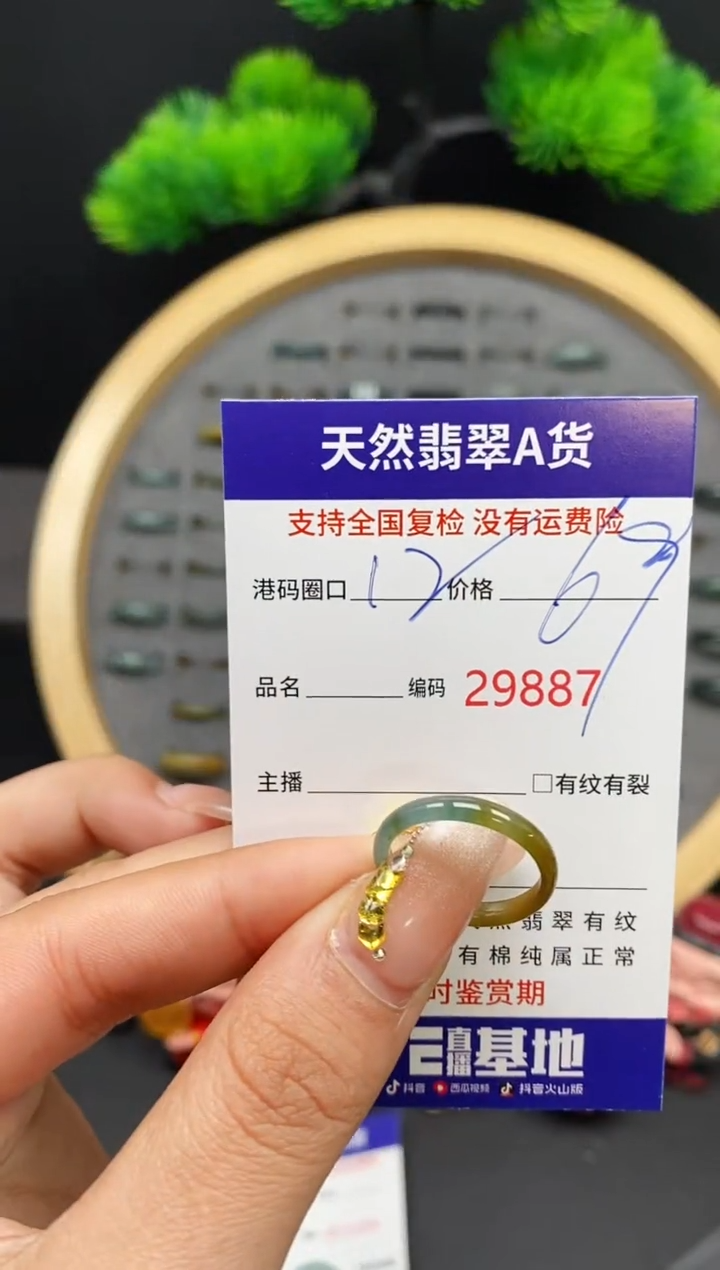 天然翡翠A货
支持全国复检 没有运费险
港码圈口 12 价格 69
品名 编码 29887
主播 □有纹有裂
翡翠有纹
有棉纯属正常
时鉴赏期
直播基地
抖音 西瓜视频 抖音火山版